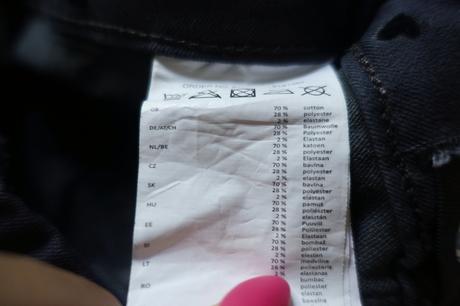 GB 70 % cotton
28 % polyester
2 % elastane
DE/AT/CH 70 % Baumwolle
28 % Polyester
2 % Elastan
NL/BE 70 % katoen
28 % polyester
2 % Elastaan
CZ 70 % bavlna
28 % polyester
2 % elastan
SK 70 % bavlna
28 % polyester
2 % elastan
HU 70 % pamut
28 % poliészter
2 % elasztán
EE 70 % Puuvill
28 % Polüester
2 % Elastaan
SI 70 % bombaž
28 % poliester
2 % elastan
LT 70 % medvilnė
28 % poliesteris
2 % elastanas
RO bumbac
poliester
elastan